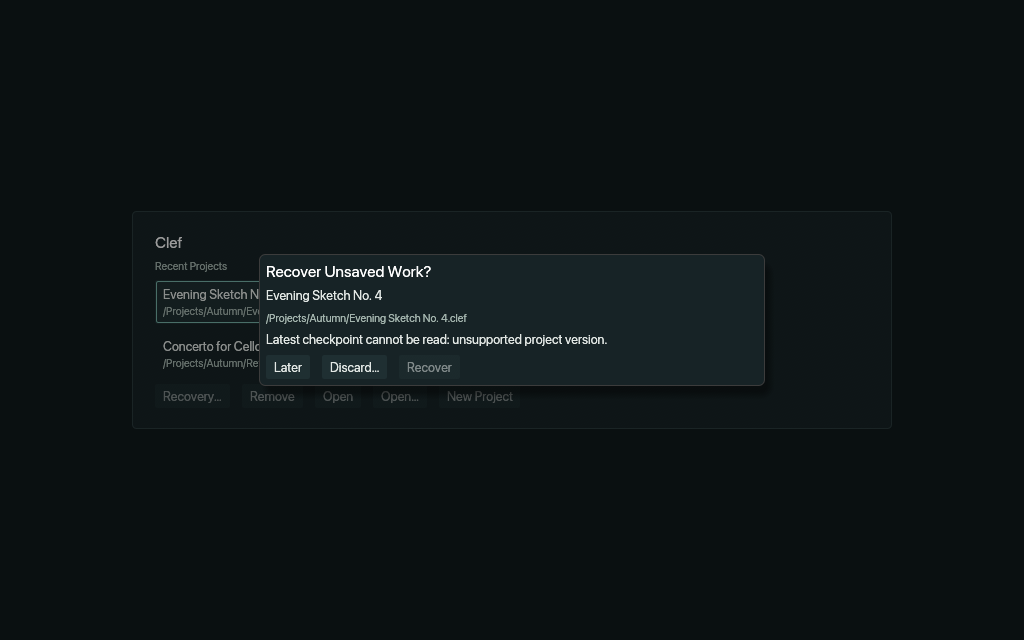 Clef
Recent Projects
Evening Sketch N
/Projects/Autumn/Eve
Concerto for Cello
/Projects/Autumn/Re
Recovery... Remove Open Open... New Project
Recover Unsaved Work?
Evening Sketch No. 4
/Projects/Autumn/Evening Sketch No. 4.clef
Latest checkpoint cannot be read: unsupported project version.
Later Discard... Recover